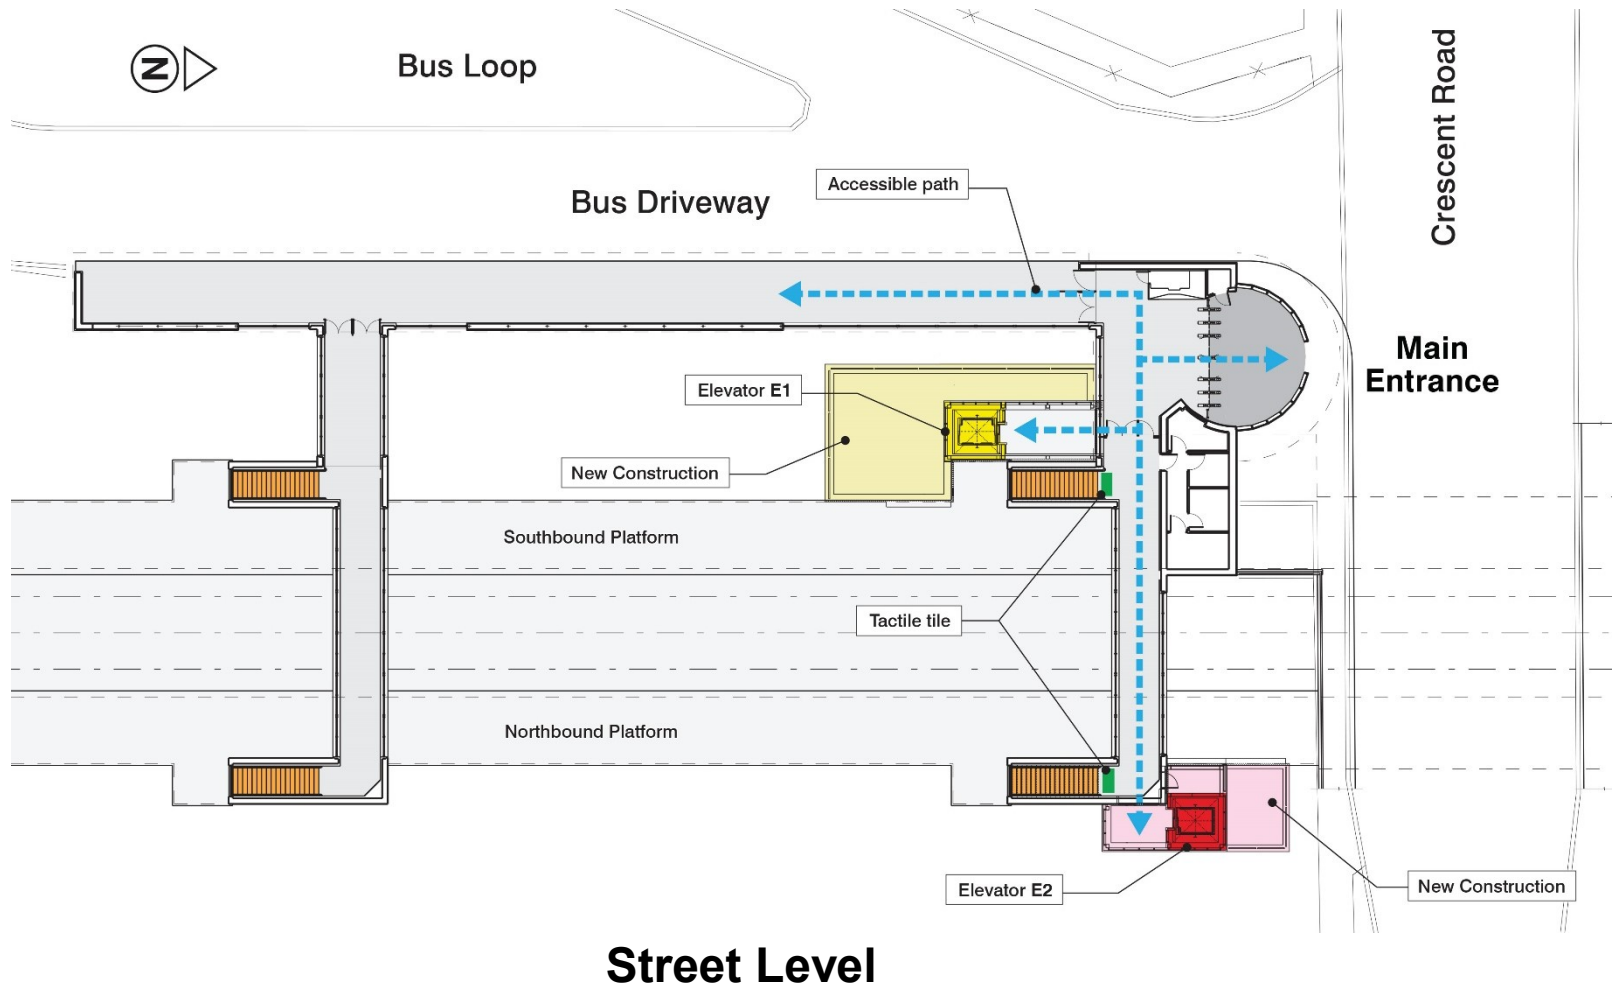 N
Bus Loop
Crescent Road
Accessible path
Bus Driveway
Main
Entrance
Elevator E1
New Construction
Southbound Platform
Tactile tile
Northbound Platform
Elevator E2
New Construction
Street Level